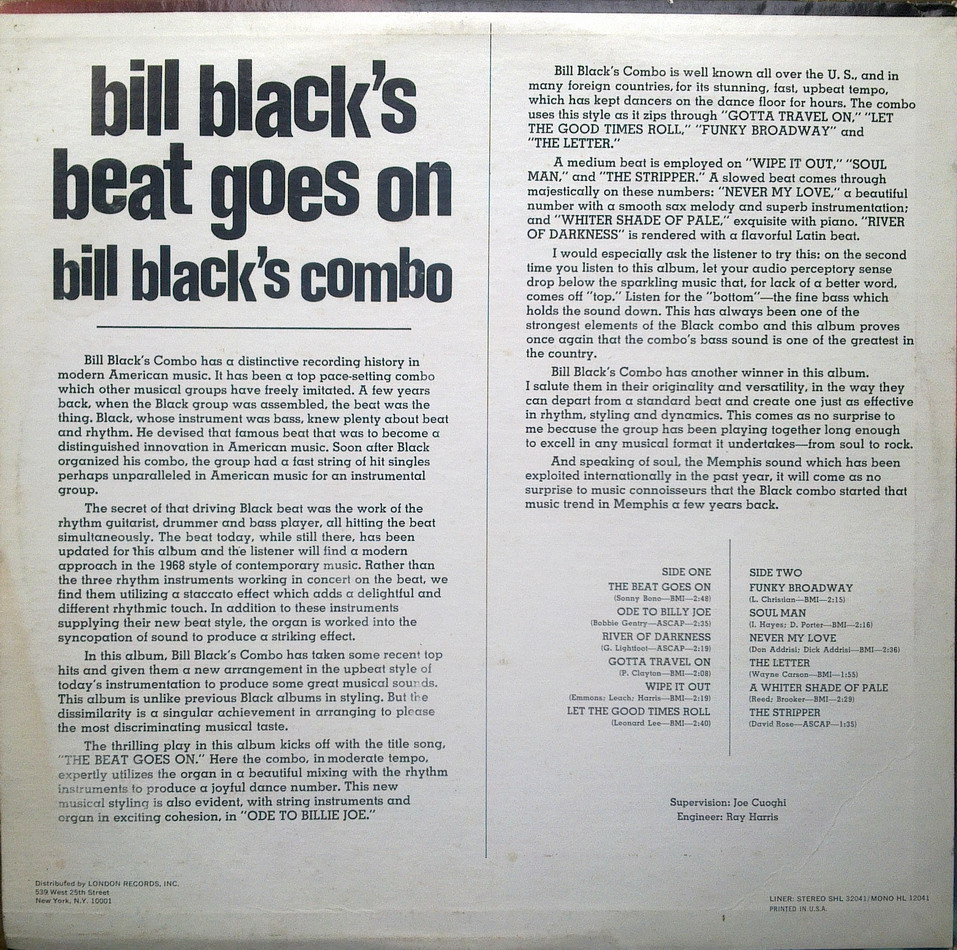 bill black's
beat goes on
bill black's combo
Bill Black's Combo has a distinctive recording history in
modern American music. It has been a top pace-setting combo
which other musical groups have freely imitated. A few years
back, when the Black group was assembled, the beat was the
thing. Black, whose instrument was bass, knew plenty about beat
and rhythm. He devised that famous beat that was to become a
distinguished innovation in American music. Soon after Black
organized his combo, the group had a fast string of hit singles
perhaps unparalleled in American music for an instrumental
group.
The secret of that driving Black beat was the work of the
rhythm guitarist, drummer and bass player, all hitting the beat
simultaneously. The beat today, while still there, has been
updated for this album and the listener will find a modern
approach in the 1968 style of contemporary music. Rather than
the three rhythm instruments working in concert on the beat, we
find them utilizing a staccato effect which adds a delightful and
different rhythmic touch. In addition to these instruments
supplying their new beat style, the organ is worked into the
syncopation of sound to produce a striking effect.
In this album, Bill Black's Combo has taken some recent top
hits and given them a new arrangement in the upbeat style of
today's instrumentation to produce some great musical sounds.
This album is unlike previous Black albums in styling. But the
dissimilarity is a singular achievement in arranging to please
the most discriminating musical taste.
The thrilling play in this album kicks off with the title song,
"THE BEAT GOES ON." Here the combo, in moderate tempo,
expertly utilizes the organ in a beautiful mixing with the rhythm
instruments to produce a joyful dance number. This new
musical styling is also evident, with string instruments and
organ in exciting cohesion, in "ODE TO BILLIE JOE."
Bill Black's Combo is well known all over the U. S., and in
many foreign countries, for its stunning, fast, upbeat tempo,
which has kept dancers on the dance floor for hours. The combo
uses this style as it zips through "GOTTA TRAVEL ON," "LET
THE GOOD TIMES ROLL," "FUNKY BROADWAY" and
"THE LETTER."
A medium beat is employed on "WIPE IT OUT," "SOUL
MAN," and "THE STRIPPER." A slowed beat comes through
majestically on these numbers: "NEVER MY LOVE," a beautiful
number with a smooth sax melody and superb instrumentation;
and "WHITER SHADE OF PALE," exquisite with piano. "RIVER
OF DARKNESS" is rendered with a flavorful Latin beat.
I would especially ask the listener to try this: on the second
time you listen to this album, let your audio perceptory sense
drop below the sparkling music that, for lack of a better word,
comes off "top." Listen for the "bottom"—the fine bass which
holds the sound down. This has always been one of the
strongest elements of the Black combo and this album proves
once again that the combo's bass sound is one of the greatest in
the country.
Bill Black's Combo has another winner in this album.
I salute them in their originality and versatility, in the way they
can depart from a standard beat and create one just as effective
in rhythm, styling and dynamics. This comes as no surprise to
me because the group has been playing together long enough
to excel in any musical format it undertakes—from soul to rock.
And speaking of soul, the Memphis sound which has been
exploited internationally in the past year, it will come as no
surprise to music connoisseurs that the Black combo started that
music trend in Memphis a few years back.
SIDE ONE
THE BEAT GOES ON
(Sonny Bono—BMI—2:48)
ODE TO BILLY JOE
(Bobbie Gentry—ASCAP—2:35)
RIVER OF DARKNESS
(G. Lightfoot—ASCAP—2:19)
GOTTA TRAVEL ON
(P. Clayton—BMI—2:08)
WIPE IT OUT
(Emmons; Leach; Harris—BMI—2:19)
LET THE GOOD TIMES ROLL
(Leonard Lee—BMI—2:40)
SIDE TWO
FUNKY BROADWAY
(L. Christian—BMI—2:15)
SOUL MAN
(I. Hayes; D. Porter—BMI—2:16)
NEVER MY LOVE
(Don Addrisi; Dick Addrisi—BMI—2:36)
THE LETTER
(Wayne Carson—BMI—1:55)
A WHITER SHADE OF PALE
(Reed; Brooker—BMI—2:29)
THE STRIPPER
(David Rose—ASCAP—1:35)
Supervision: Joe Cuoghi
Engineer: Ray Harris
Distributed by LONDON RECORDS, INC.
539 West 25th Street
New York, N.Y. 10001
LINER: STEREO SHL 32041/MONO HL 12041
PRINTED IN U.S.A.